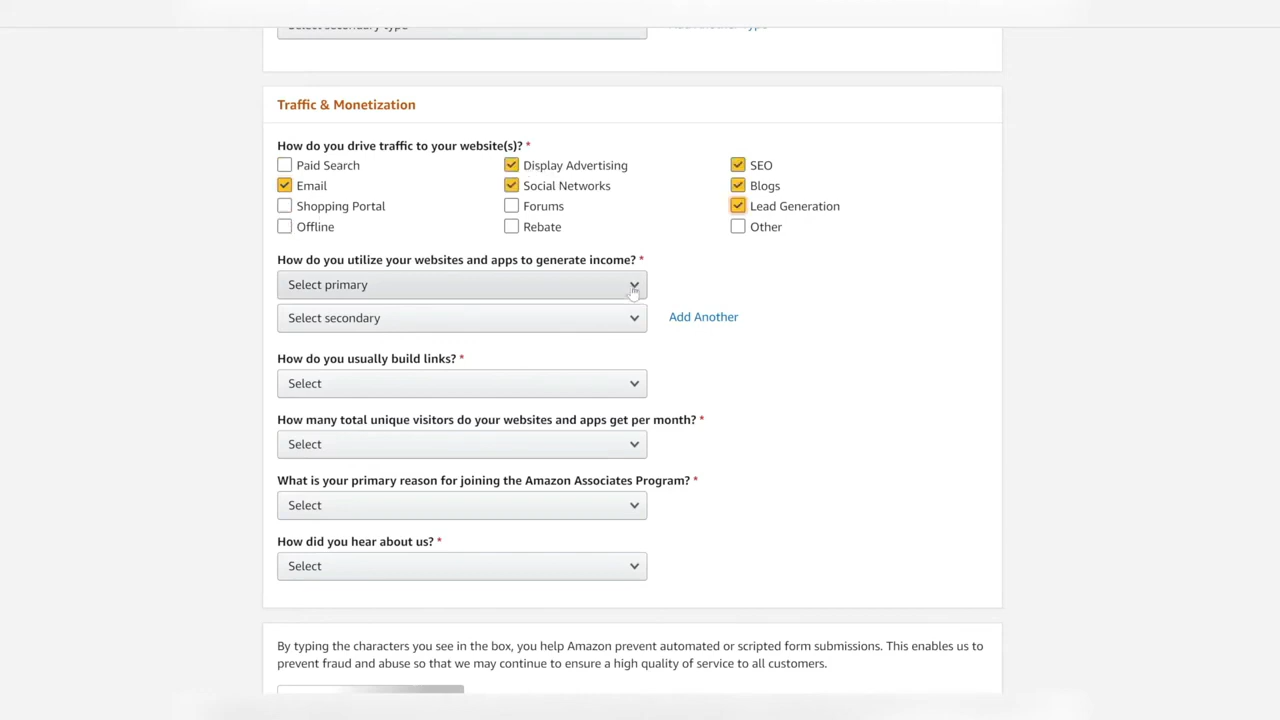 Select secondary type
Add Another Type
Traffic & Monetization
How do you drive traffic to your website(s)? *
Paid Search
Display Advertising
SEO
Email
Social Networks
Blogs
Shopping Portal
Forums
Lead Generation
Offline
Rebate
Other
How do you utilize your websites and apps to generate income? *
Select primary
Select secondary
Add Another
How do you usually build links? *
Select
How many total unique visitors do your websites and apps get per month? *
Select
What is your primary reason for joining the Amazon Associates Program? *
Select
How did you hear about us? *
Select
By typing the characters you see in the box, you help Amazon prevent automated or scripted form submissions. This enables us to
prevent fraud and abuse so that we may continue to ensure a high quality of service to all customers.